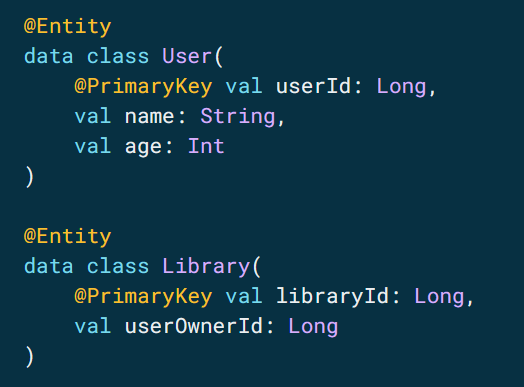 @Entity
data class User(
    @PrimaryKey val userId: Long,
    val name: String,
    val age: Int
)

@Entity
data class Library(
    @PrimaryKey val libraryId: Long,
    val userOwnerId: Long
)